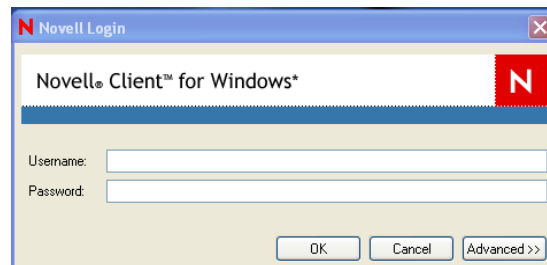 N Novell Login
Novell® Client™ for Windows*
N
Username:
Password:
OK Cancel Advanced >>